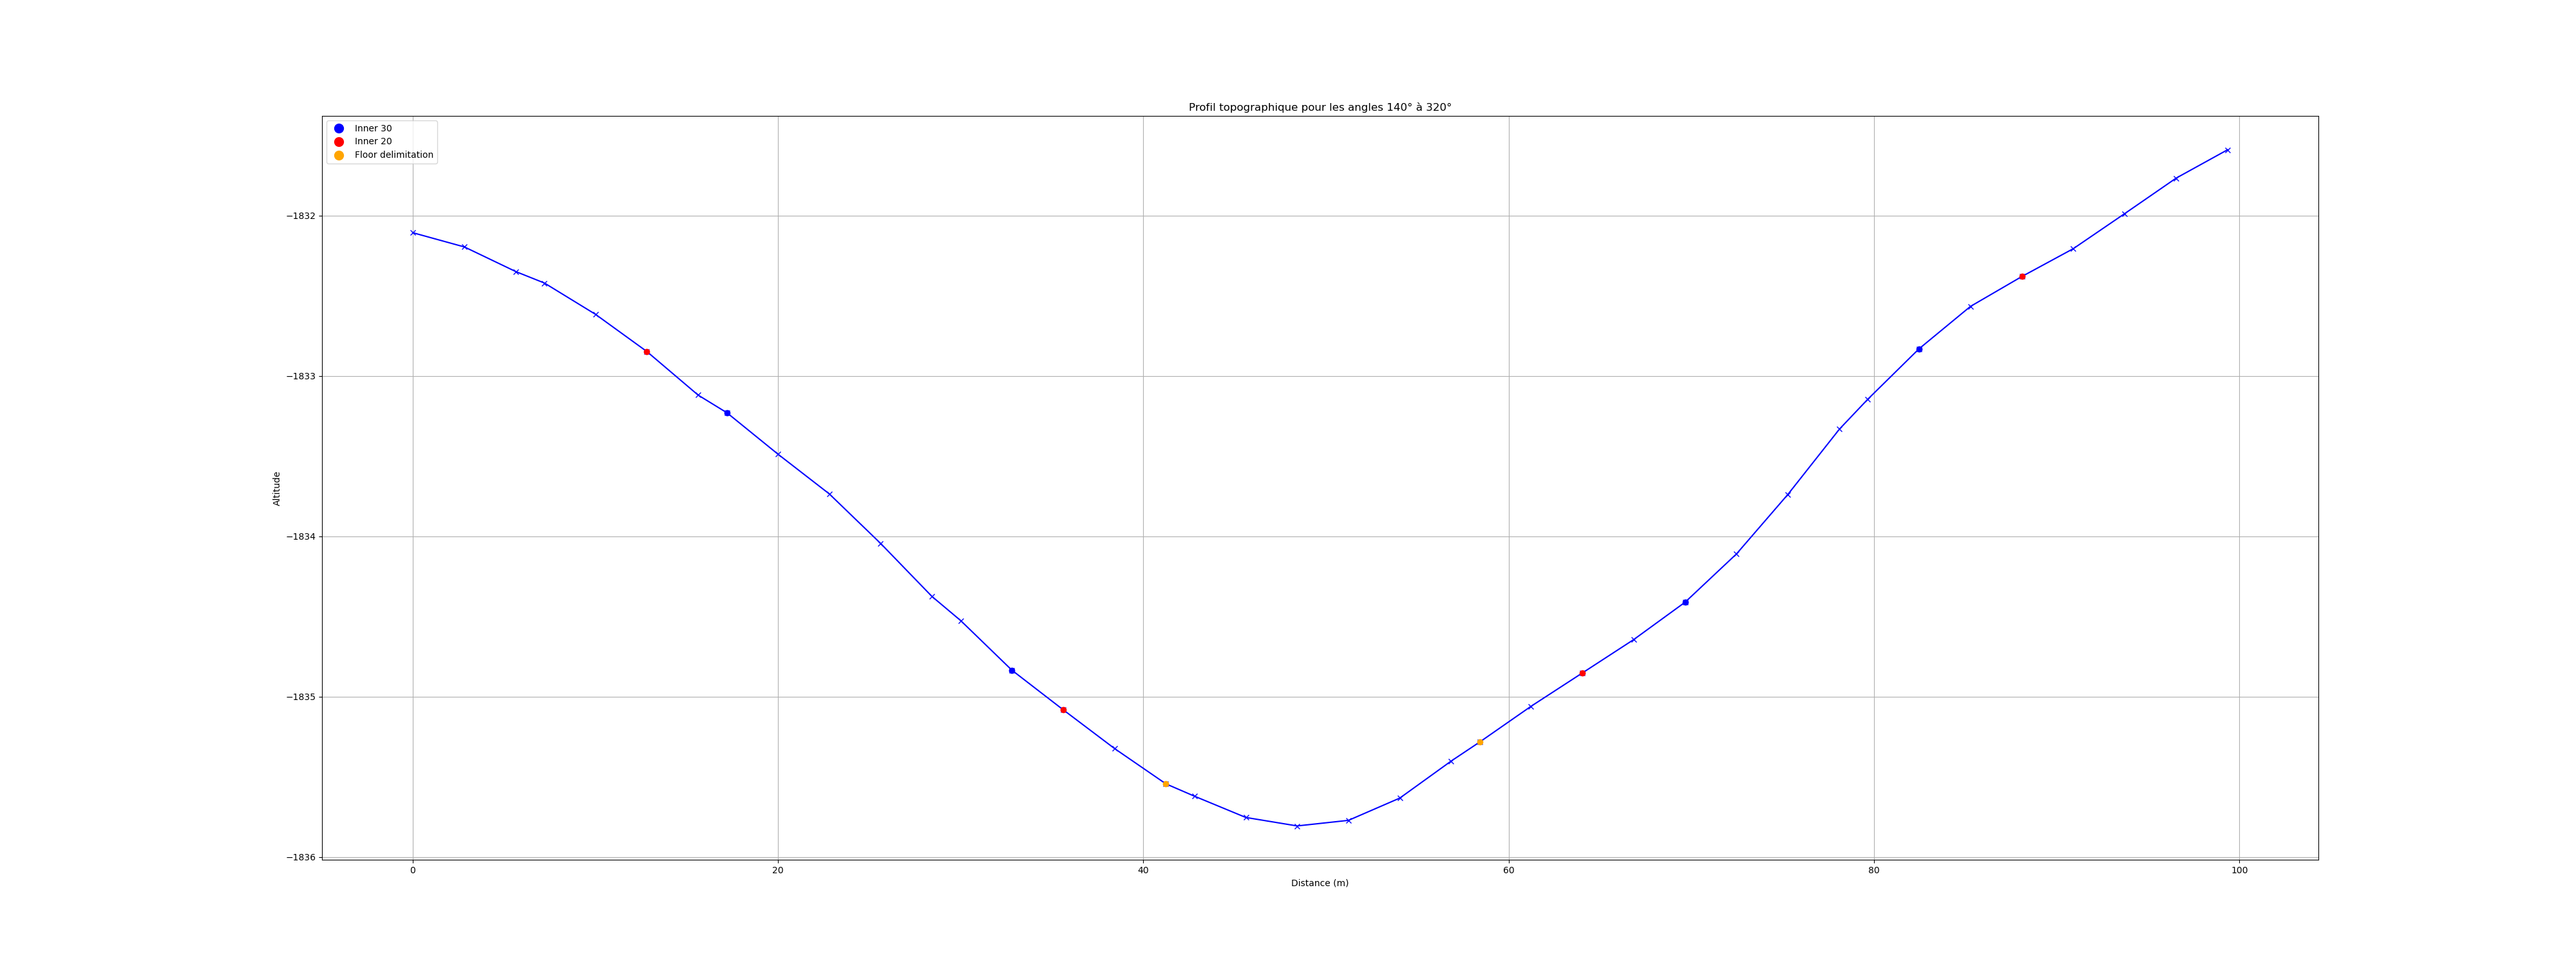 Profil topographique pour les angles 140° à 320°
Inner 30
Inner 20
Floor delimitation
−1832
−1833
−1834
−1835
−1836
Altitude
0 20 40 60 80 100
Distance (m)